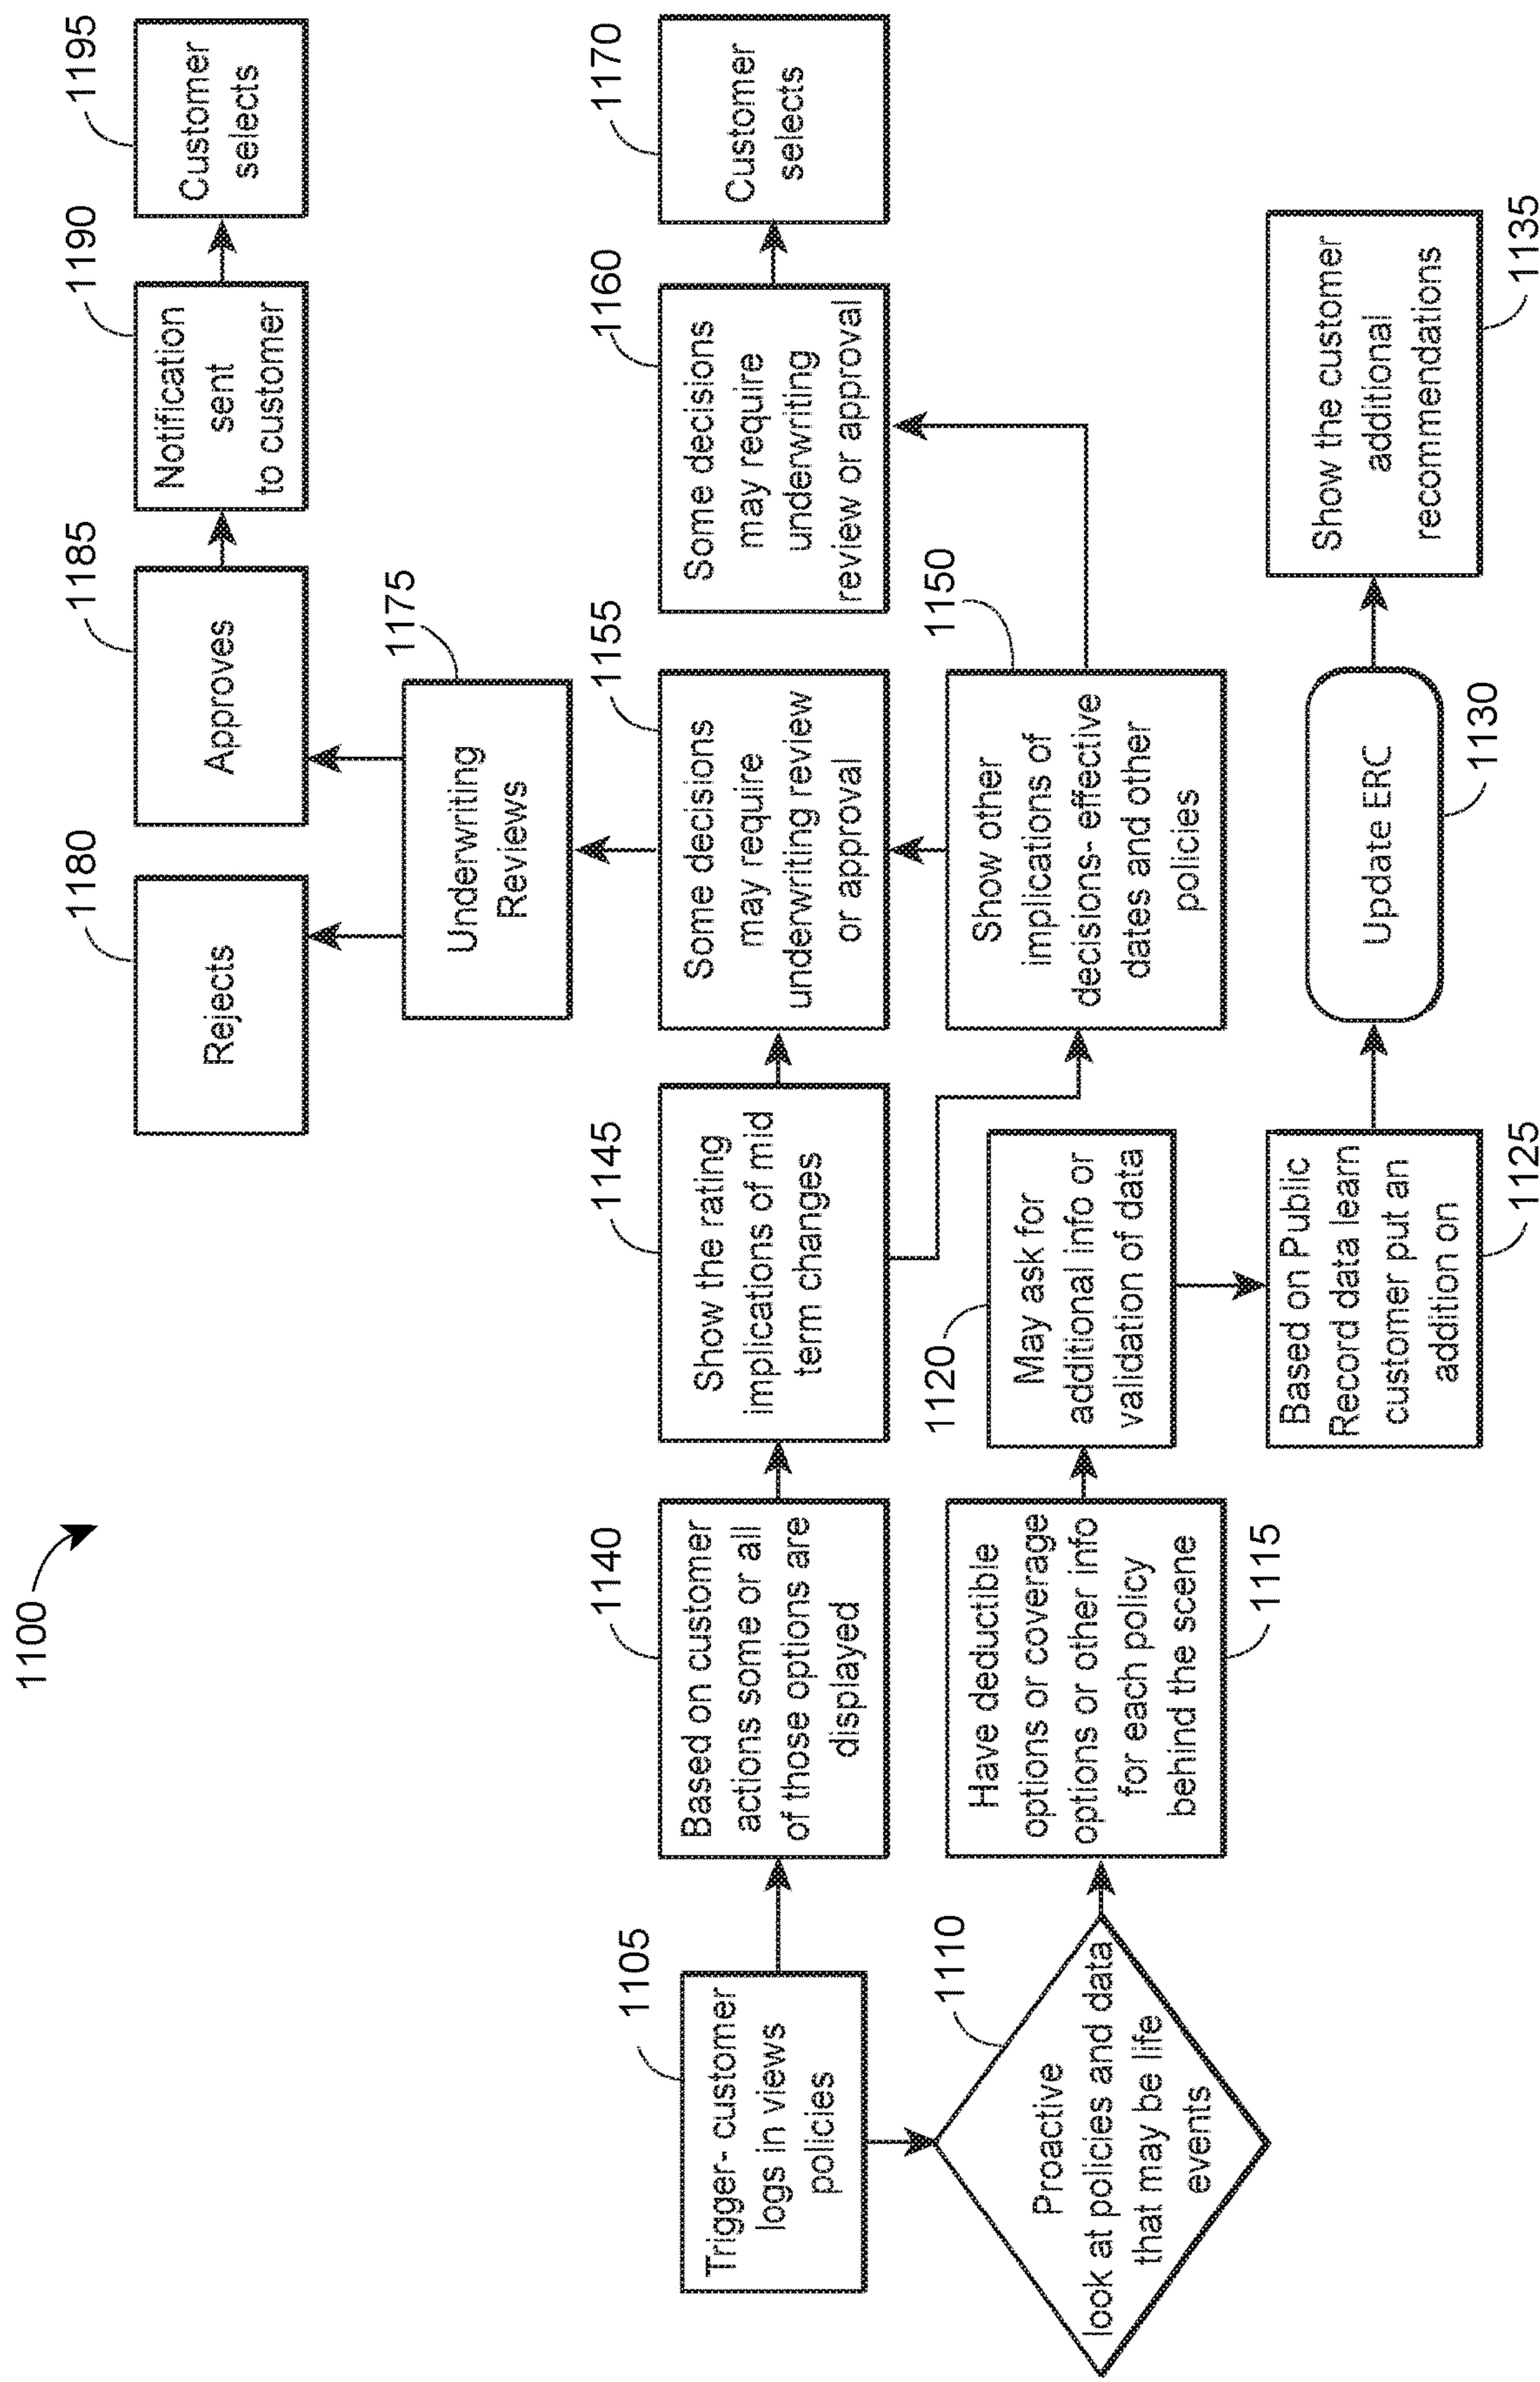 1100
1105
Trigger- customer
logs in views
policies
1110
Proactive
look at policies and data
that may be life
events
1115
Have deductible
options or coverage
options or other info
for each policy
behind the scene
1120
May ask for
additional info or
validation of data
1125
Based on Public
Record data learn
customer put an
addition on
1130
Update ERC
1135
Show the customer
additional
recommendations
1140
Based on customer
actions some or all
of those options are
displayed
1145
Show the rating
implications of mid
term changes
1150
Show other
implications of
decisions- effective
dates and other
policies
1155
Some decisions
may require
underwriting review
or approval
1160
Some decisions
may require
underwriting
review or approval
1170
Customer
selects
1175
Underwriting
Reviews
1180
Rejects
1185
Approves
1190
Notification
sent
to customer
1195
Customer
selects